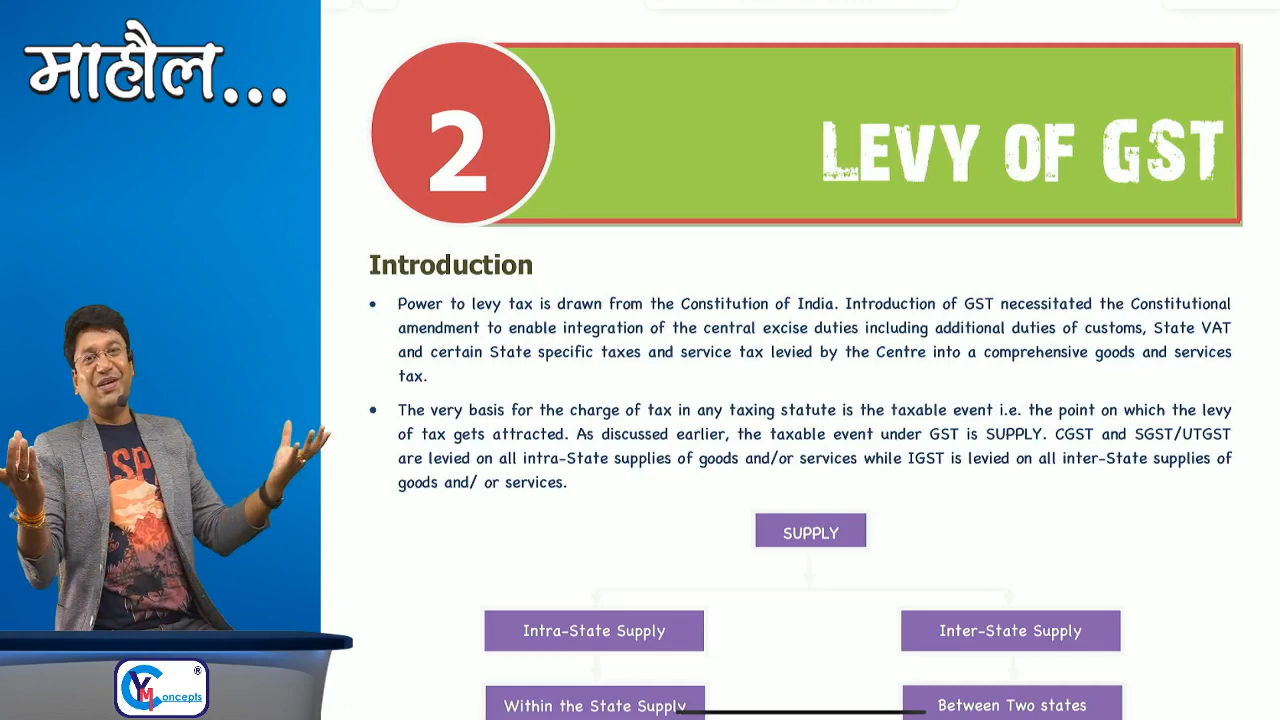 माहौल...
2
LEVY OF GST
Introduction
• Power to levy tax is drawn from the Constitution of India. Introduction of GST necessitated the Constitutional
amendment to enable integration of the central excise duties including additional duties of customs, State VAT
and certain State specific taxes and service tax levied by the Centre into a comprehensive goods and services
tax.
• The very basis for the charge of tax in any taxing statute is the taxable event i.e. the point on which the levy
of tax gets attracted. As discussed earlier, the taxable event under GST is SUPPLY. CGST and SGST/UTGST
are levied on all intra-State supplies of goods and/or services while IGST is levied on all inter-State supplies of
goods and/ or services.
SUPPLY
Intra-State Supply
Inter-State Supply
Within the State Supply
Between Two states
YM Concepts ®